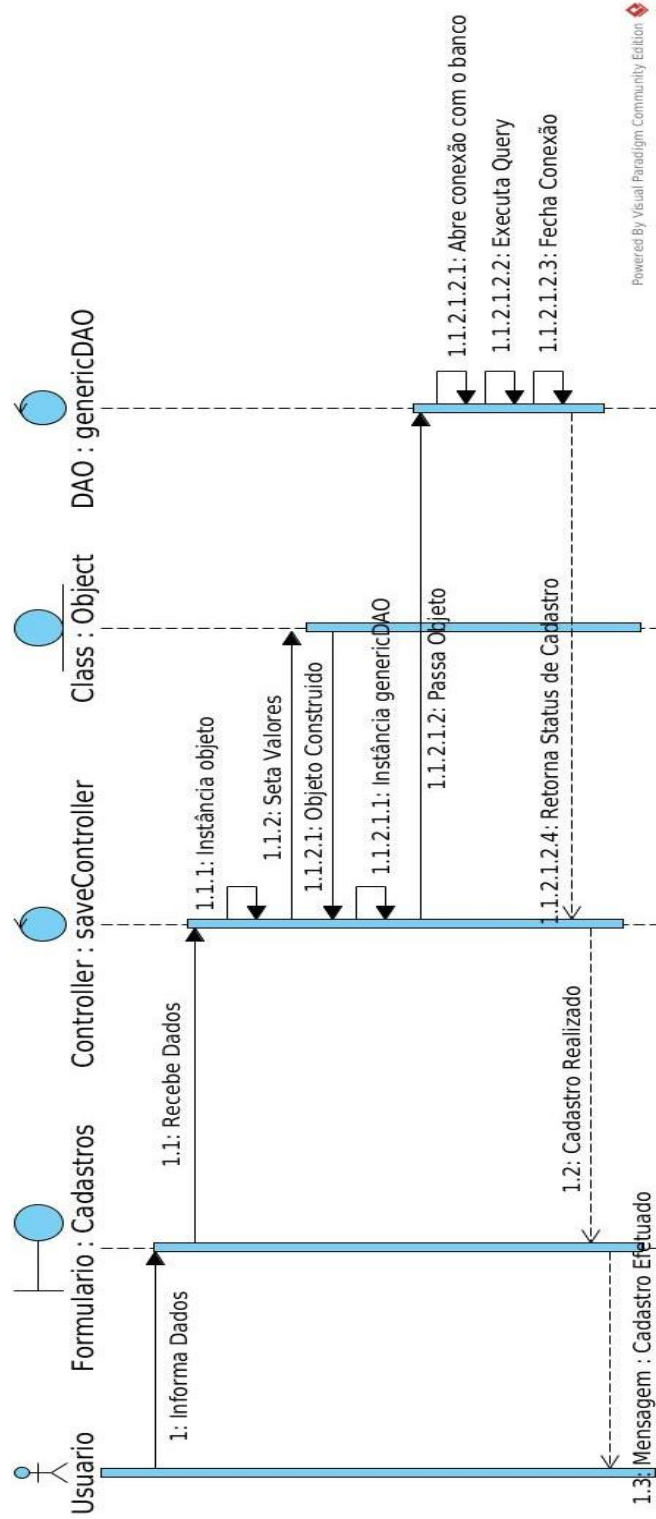 Usuario
Formulario : Cadastros
Controller : saveController
Class : Object
DAO : genericDAO
1: Informa Dados
1.1: Recebe Dados
1.1.1: Instância objeto
1.1.2: Seta Valores
1.1.2.1: Objeto Construido
1.1.2.1.1: Instância genericDAO
1.1.2.1.2: Passa Objeto
1.1.2.1.2.1: Abre conexão com o banco
1.1.2.1.2.2: Executa Query
1.1.2.1.2.3: Fecha Conexão
1.1.2.1.2.4: Retorna Status de Cadastro
1.2: Cadastro Realizado
1.3: Mensagem : Cadastro Efetuado
Powered By Visual Paradigm Community Edition